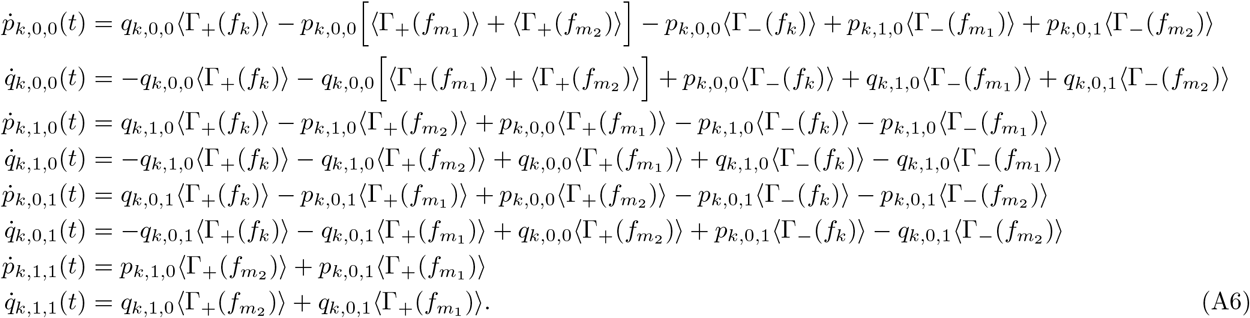 ṗ_{k,0,0}(t) = q_{k,0,0}⟨Γ_+(f_k)⟩ − p_{k,0,0}[⟨Γ_+(f_{m_1})⟩ + ⟨Γ_+(f_{m_2})⟩] − p_{k,0,0}⟨Γ_−(f_k)⟩ + p_{k,1,0}⟨Γ_−(f_{m_1})⟩ + p_{k,0,1}⟨Γ_−(f_{m_2})⟩
q̇_{k,0,0}(t) = −q_{k,0,0}⟨Γ_+(f_k)⟩ − q_{k,0,0}[⟨Γ_+(f_{m_1})⟩ + ⟨Γ_+(f_{m_2})⟩] + p_{k,0,0}⟨Γ_−(f_k)⟩ + q_{k,1,0}⟨Γ_−(f_{m_1})⟩ + q_{k,0,1}⟨Γ_−(f_{m_2})⟩
ṗ_{k,1,0}(t) = q_{k,1,0}⟨Γ_+(f_k)⟩ − p_{k,1,0}⟨Γ_+(f_{m_2})⟩ + p_{k,0,0}⟨Γ_+(f_{m_1})⟩ − p_{k,1,0}⟨Γ_−(f_k)⟩ − p_{k,1,0}⟨Γ_−(f_{m_1})⟩
q̇_{k,1,0}(t) = −q_{k,1,0}⟨Γ_+(f_k)⟩ − q_{k,1,0}⟨Γ_+(f_{m_2})⟩ + q_{k,0,0}⟨Γ_+(f_{m_1})⟩ + q_{k,1,0}⟨Γ_−(f_k)⟩ − q_{k,1,0}⟨Γ_−(f_{m_1})⟩
ṗ_{k,0,1}(t) = q_{k,0,1}⟨Γ_+(f_k)⟩ − p_{k,0,1}⟨Γ_+(f_{m_1})⟩ + p_{k,0,0}⟨Γ_+(f_{m_2})⟩ − p_{k,0,1}⟨Γ_−(f_k)⟩ − p_{k,0,1}⟨Γ_−(f_{m_2})⟩
q̇_{k,0,1}(t) = −q_{k,0,1}⟨Γ_+(f_k)⟩ − q_{k,0,1}⟨Γ_+(f_{m_1})⟩ + q_{k,0,0}⟨Γ_+(f_{m_2})⟩ + p_{k,0,1}⟨Γ_−(f_k)⟩ − q_{k,0,1}⟨Γ_−(f_{m_2})⟩
ṗ_{k,1,1}(t) = p_{k,1,0}⟨Γ_+(f_{m_2})⟩ + p_{k,0,1}⟨Γ_+(f_{m_1})⟩
q̇_{k,1,1}(t) = q_{k,1,0}⟨Γ_+(f_{m_2})⟩ + q_{k,0,1}⟨Γ_+(f_{m_1})⟩. (A6)